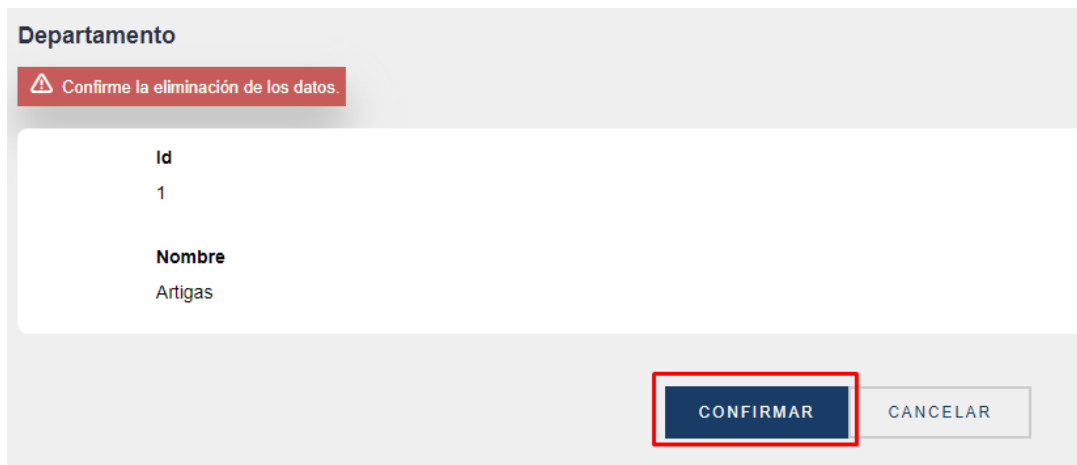 Departamento
Confirme la eliminación de los datos.
Id
1
Nombre
Artigas
CONFIRMAR CANCELAR